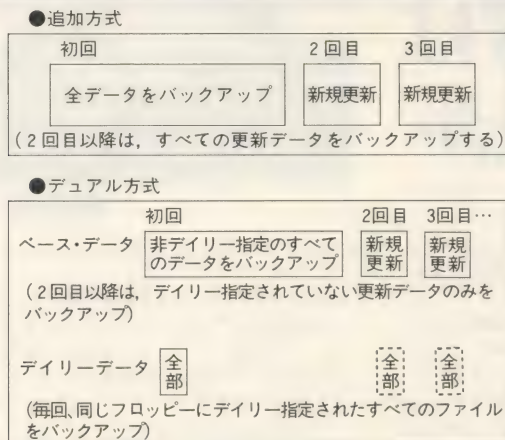 ●追加方式
初回 2回目 3回目
全データをバックアップ 新規更新 新規更新
(2回目以降は，すべての更新データをバックアップする)
●デュアル方式
初回 2回目 3回目…
ベース・データ 非デイリー指定のすべて 新規 新規
のデータをバックアップ 更新 更新
(2回目以降は，デイリー指定されていない更新データのみを
バックアップ)
デイリーデータ 全部 全部 全部
(毎回、同じフロッピーにデイリー指定されたすべてのファイル
をバックアップ)